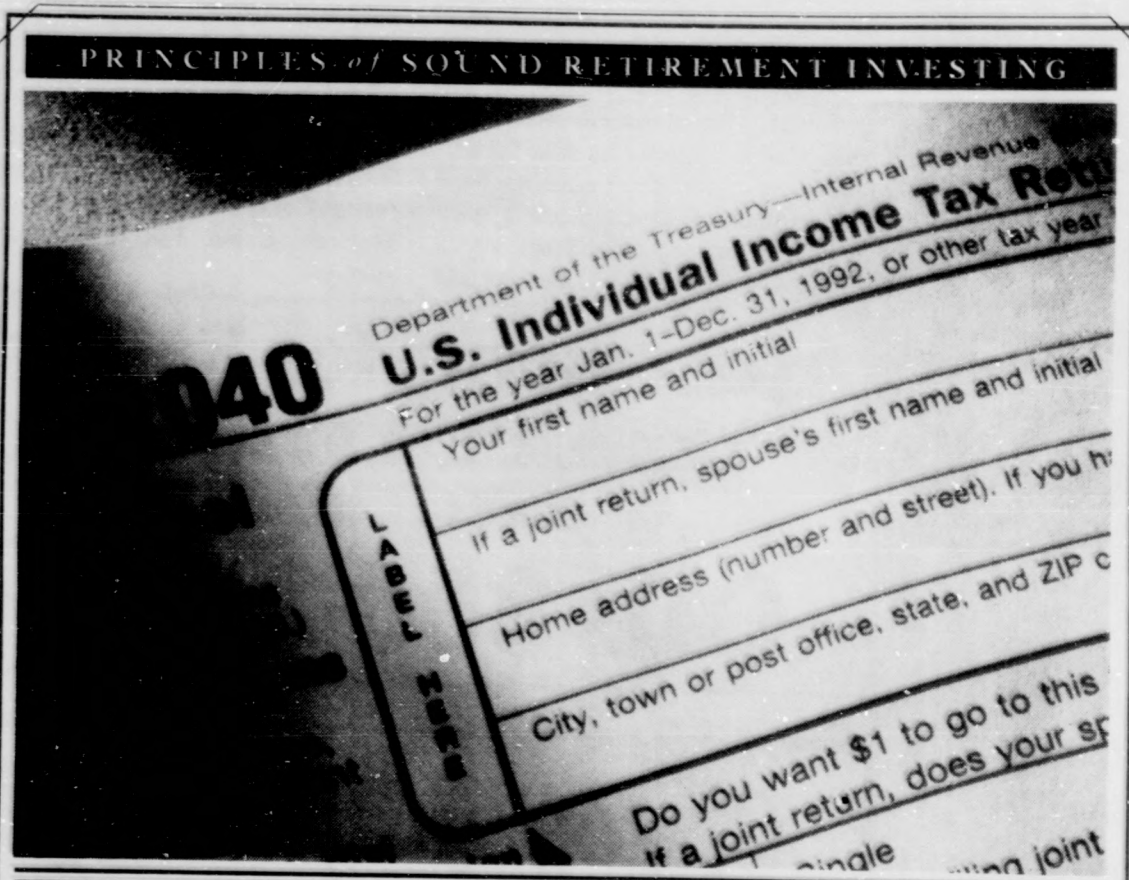 PRINCIPLES of SOUND RETIREMENT INVESTING
Department of the Treasury—Internal Revenue
040
U.S. Individual Income Tax Retu
For the year Jan. 1–Dec. 31, 1992, or other tax year
Your first name and initial
If a joint return, spouse's first name and initial
Home address (number and street). If you ha
City, town or post office, state, and ZIP c
LABEL HERE
Do you want $1 to go to this
If a joint return, does your sp
single
joint